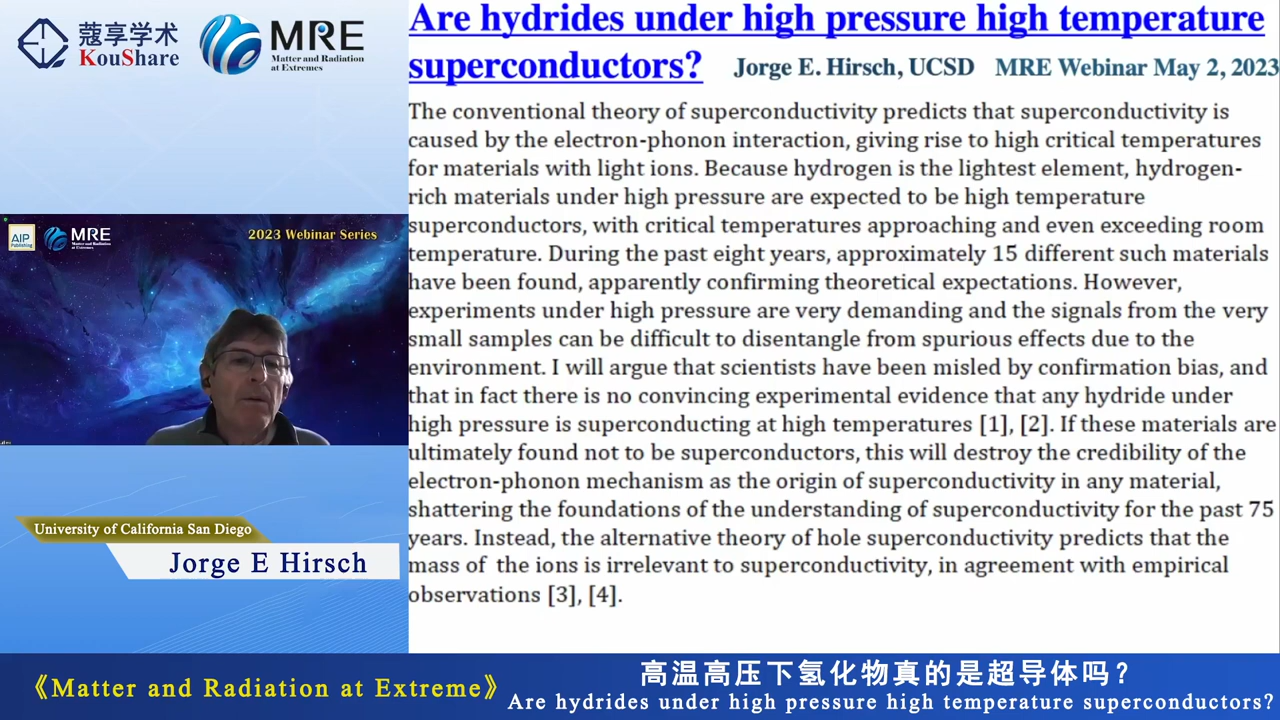 蔻享学术
KouShare
MRE
Matter and Radiation
at Extremes
Are hydrides under high pressure high temperature
superconductors? Jorge E. Hirsch, UCSD MRE Webinar May 2, 2023
The conventional theory of superconductivity predicts that superconductivity is
caused by the electron-phonon interaction, giving rise to high critical temperatures
for materials with light ions. Because hydrogen is the lightest element, hydrogen-
rich materials under high pressure are expected to be high temperature
superconductors, with critical temperatures approaching and even exceeding room
temperature. During the past eight years, approximately 15 different such materials
have been found, apparently confirming theoretical expectations. However,
experiments under high pressure are very demanding and the signals from the very
small samples can be difficult to disentangle from spurious effects due to the
environment. I will argue that scientists have been misled by confirmation bias, and
that in fact there is no convincing experimental evidence that any hydride under
high pressure is superconducting at high temperatures [1], [2]. If these materials are
ultimately found not to be superconductors, this will destroy the credibility of the
electron-phonon mechanism as the origin of superconductivity in any material,
shattering the foundations of the understanding of superconductivity for the past 75
years. Instead, the alternative theory of hole superconductivity predicts that the
mass of the ions is irrelevant to superconductivity, in agreement with empirical
observations [3], [4].
AIP
Publishing
MRE
Matter and Radiation
at Extremes
2023 Webinar Series
University of California San Diego
Jorge E Hirsch
《Matter and Radiation at Extreme》
高温高压下氢化物真的是超导体吗?
Are hydrides under high pressure high temperature superconductors?